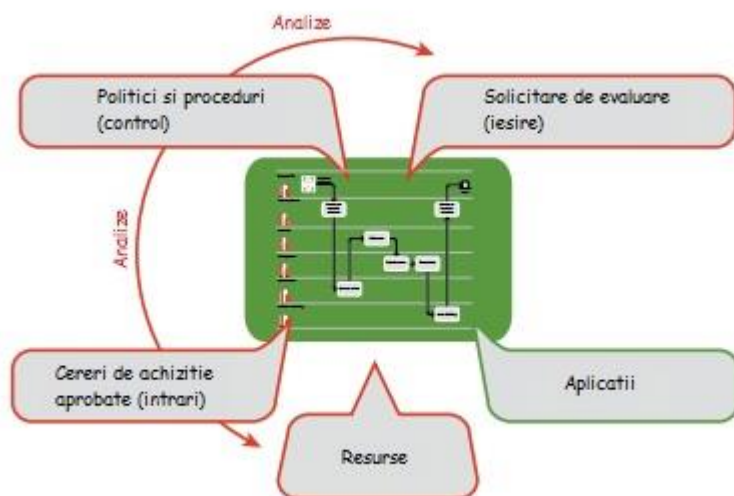 Analize
Politici si proceduri
(control)
Solicitare de evaluare
(iesire)
Analize
Cereri de achizitie
aprobate (intrari)
Aplicatii
Resurse